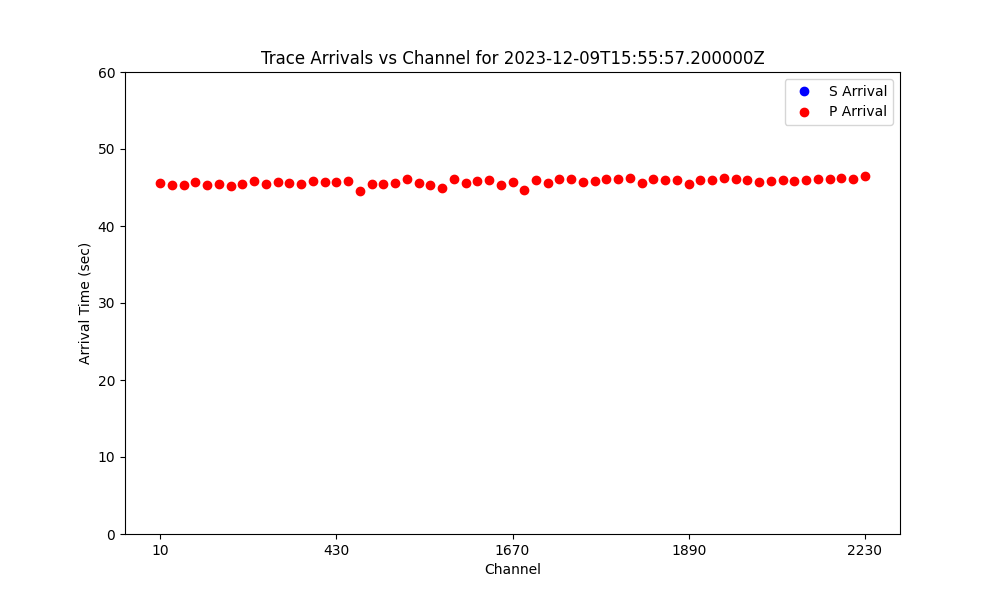 Trace Arrivals vs Channel for 2023-12-09T15:55:57.200000Z
S Arrival
P Arrival
60
50
40
30
20
10
0
Arrival Time (sec)
10 430 1670 1890 2230
Channel